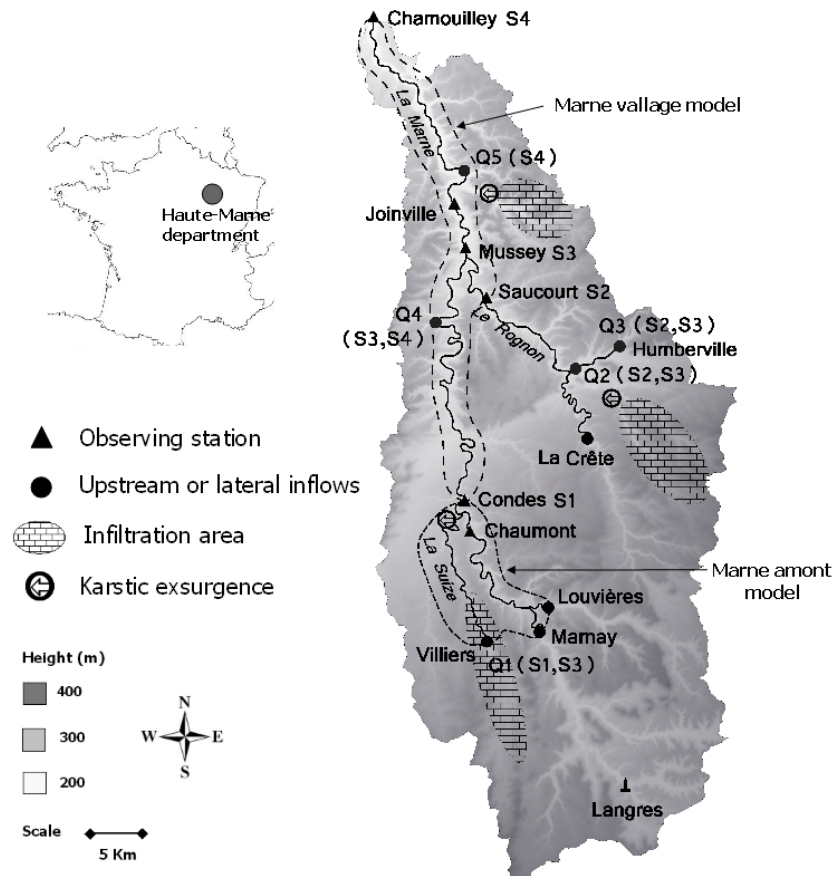 Chamouilley S4
Marne vallage model
La Marne
Q5 (S4)
Haute-Marne
department
Joinville
Mussey S3
Saucourt S2
Q4
(S3,S4)
Le Rognon
Q3 (S2,S3)
Humberville
Q2 (S2,S3)
Observing station
La Crête
Upstream or lateral inflows
Condes S1
Infiltration area
Chaumont
La Suize
Marne amont
model
Karstic exsurgence
Louvières
Marnay
Villiers
Q1 (S1,S3)
Height (m)
400
300
200
N
W
E
S
Langres
Scale
5 Km